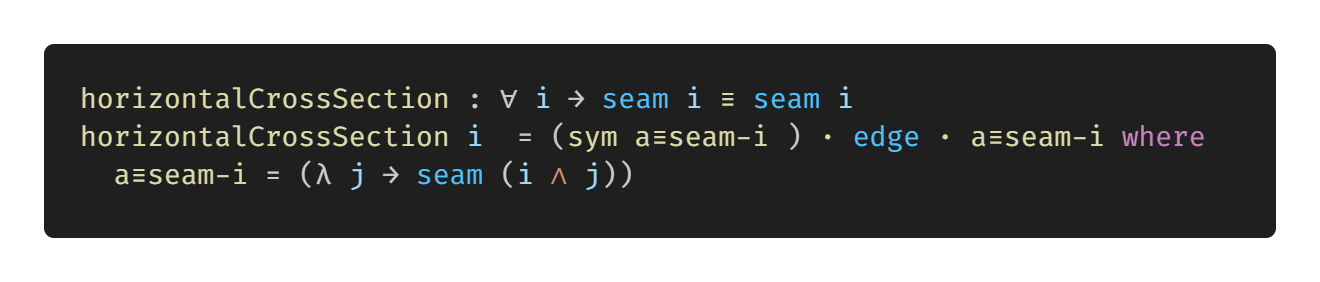 horizontalCrossSection : ∀ i → seam i ≡ seam i
horizontalCrossSection i  = (sym a≡seam-i ) ∙ edge ∙ a≡seam-i where
  a≡seam-i = (λ j → seam (i ∧ j))